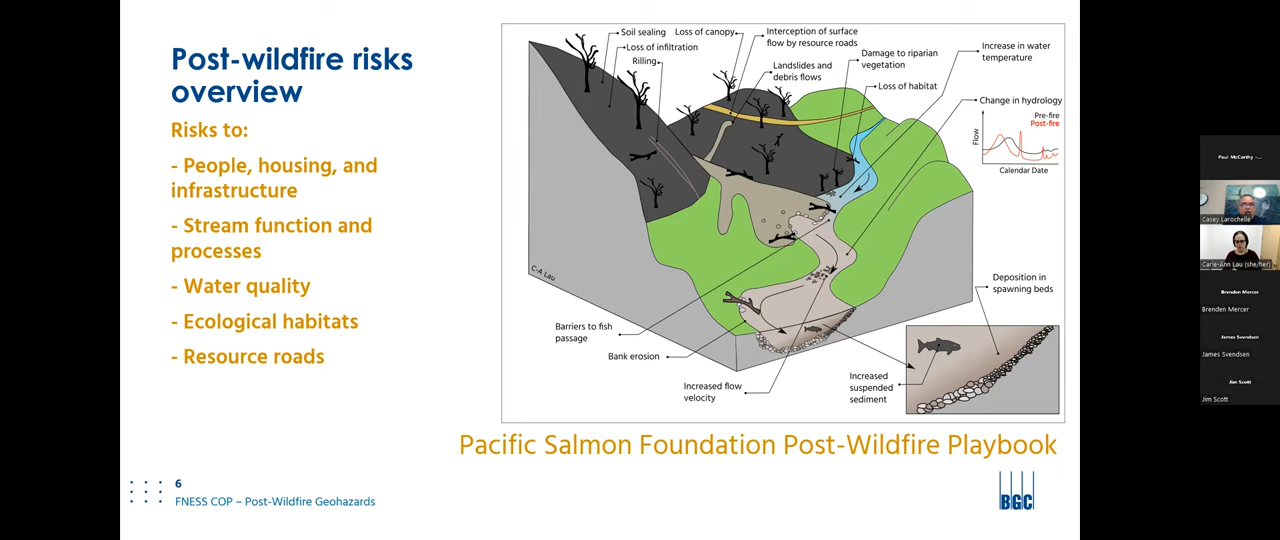 Post-wildfire risks
overview
Risks to:
- People, housing, and
infrastructure
- Stream function and
processes
- Water quality
- Ecological habitats
- Resource roads
Soil sealing
Loss of canopy
Loss of infiltration
Rilling
Interception of surface
flow by resource roads
Landslides and
debris flows
Damage to riparian
vegetation
Loss of habitat
Increase in water
temperature
Change in hydrology
Pre-fire
Post-fire
Flow
Calendar Date
C-A Lau
Barriers to fish
passage
Bank erosion
Increased flow
velocity
Increased
suspended
sediment
Deposition in
spawning beds
Pacific Salmon Foundation Post-Wildfire Playbook
6
FNESS COP – Post-Wildfire Geohazards
BGC
Paul McCarthy -...
Casey Larochelle
Carie-Ann Lau (she/her)
Brenden Mercer
Brenden Mercer
James Svendsen
James Svendsen
Jim Scott
Jim Scott